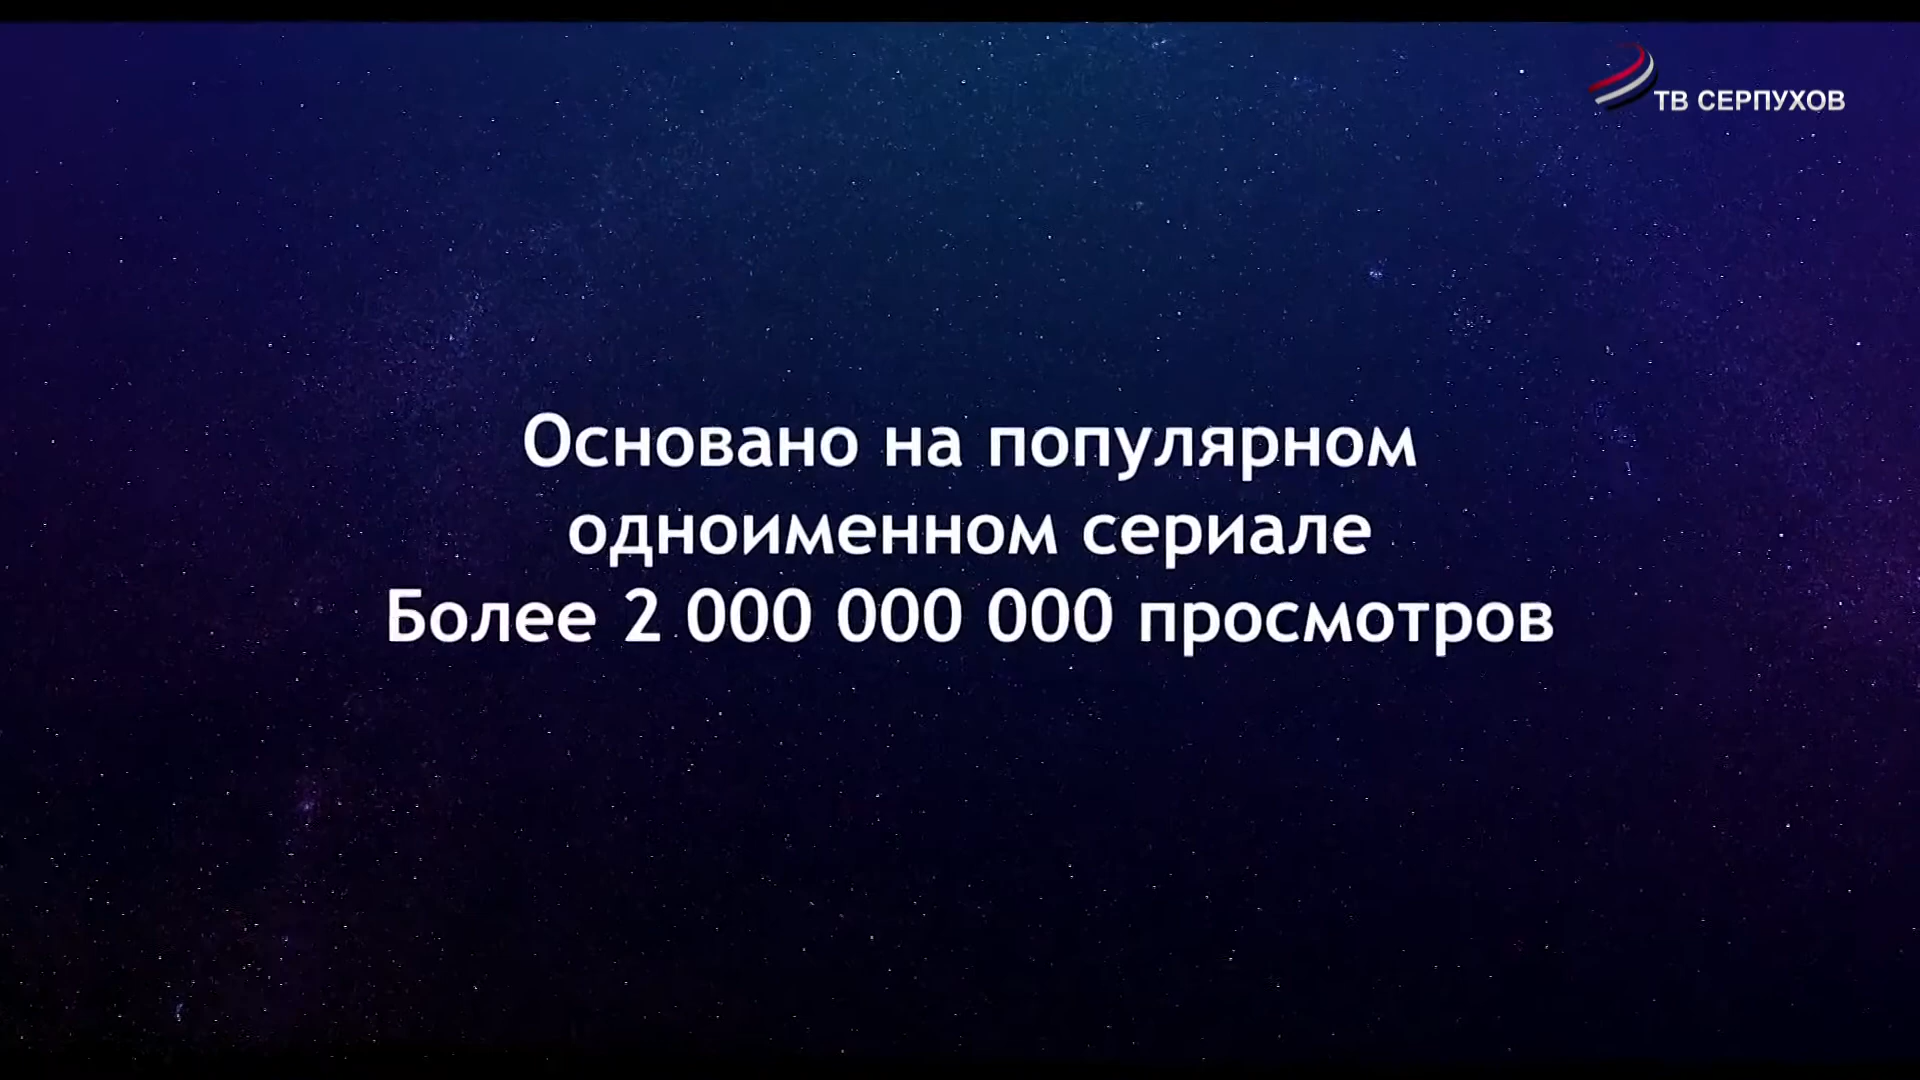 ТВ СЕРПУХОВ
Основано на популярном
одноименном сериале
Более 2 000 000 000 просмотров